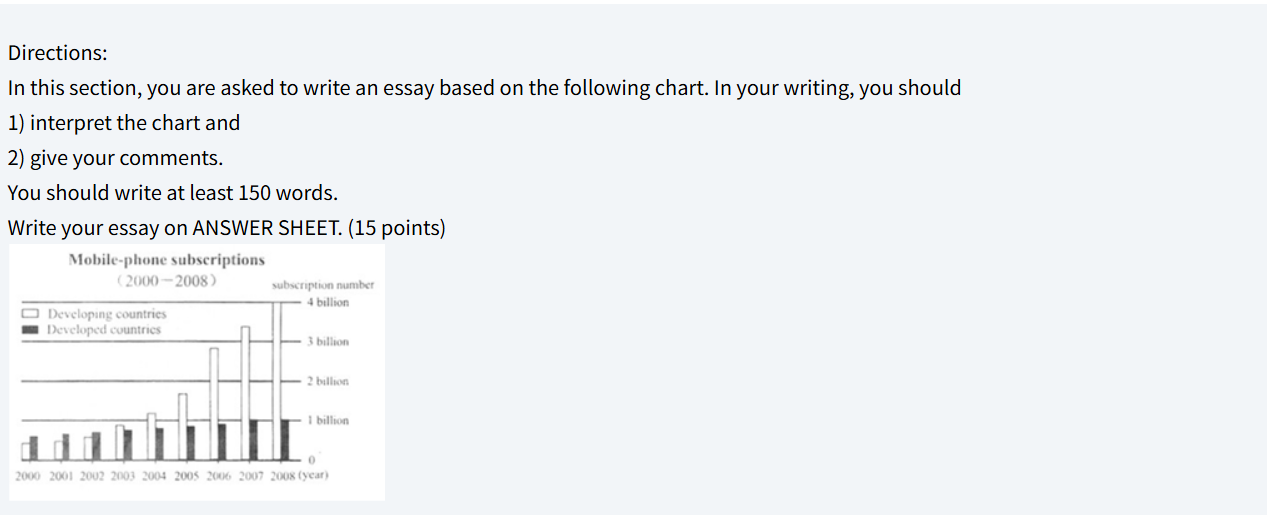 Directions:
In this section, you are asked to write an essay based on the following chart. In your writing, you should
1) interpret the chart and
2) give your comments.
You should write at least 150 words.
Write your essay on ANSWER SHEET. (15 points)
Mobile-phone subscriptions
(2000—2008)
subscription number
4 billion
Developing countries
Developed countries
3 billion
2 billion
1 billion
0
2000 2001 2002 2003 2004 2005 2006 2007 2008 (year)